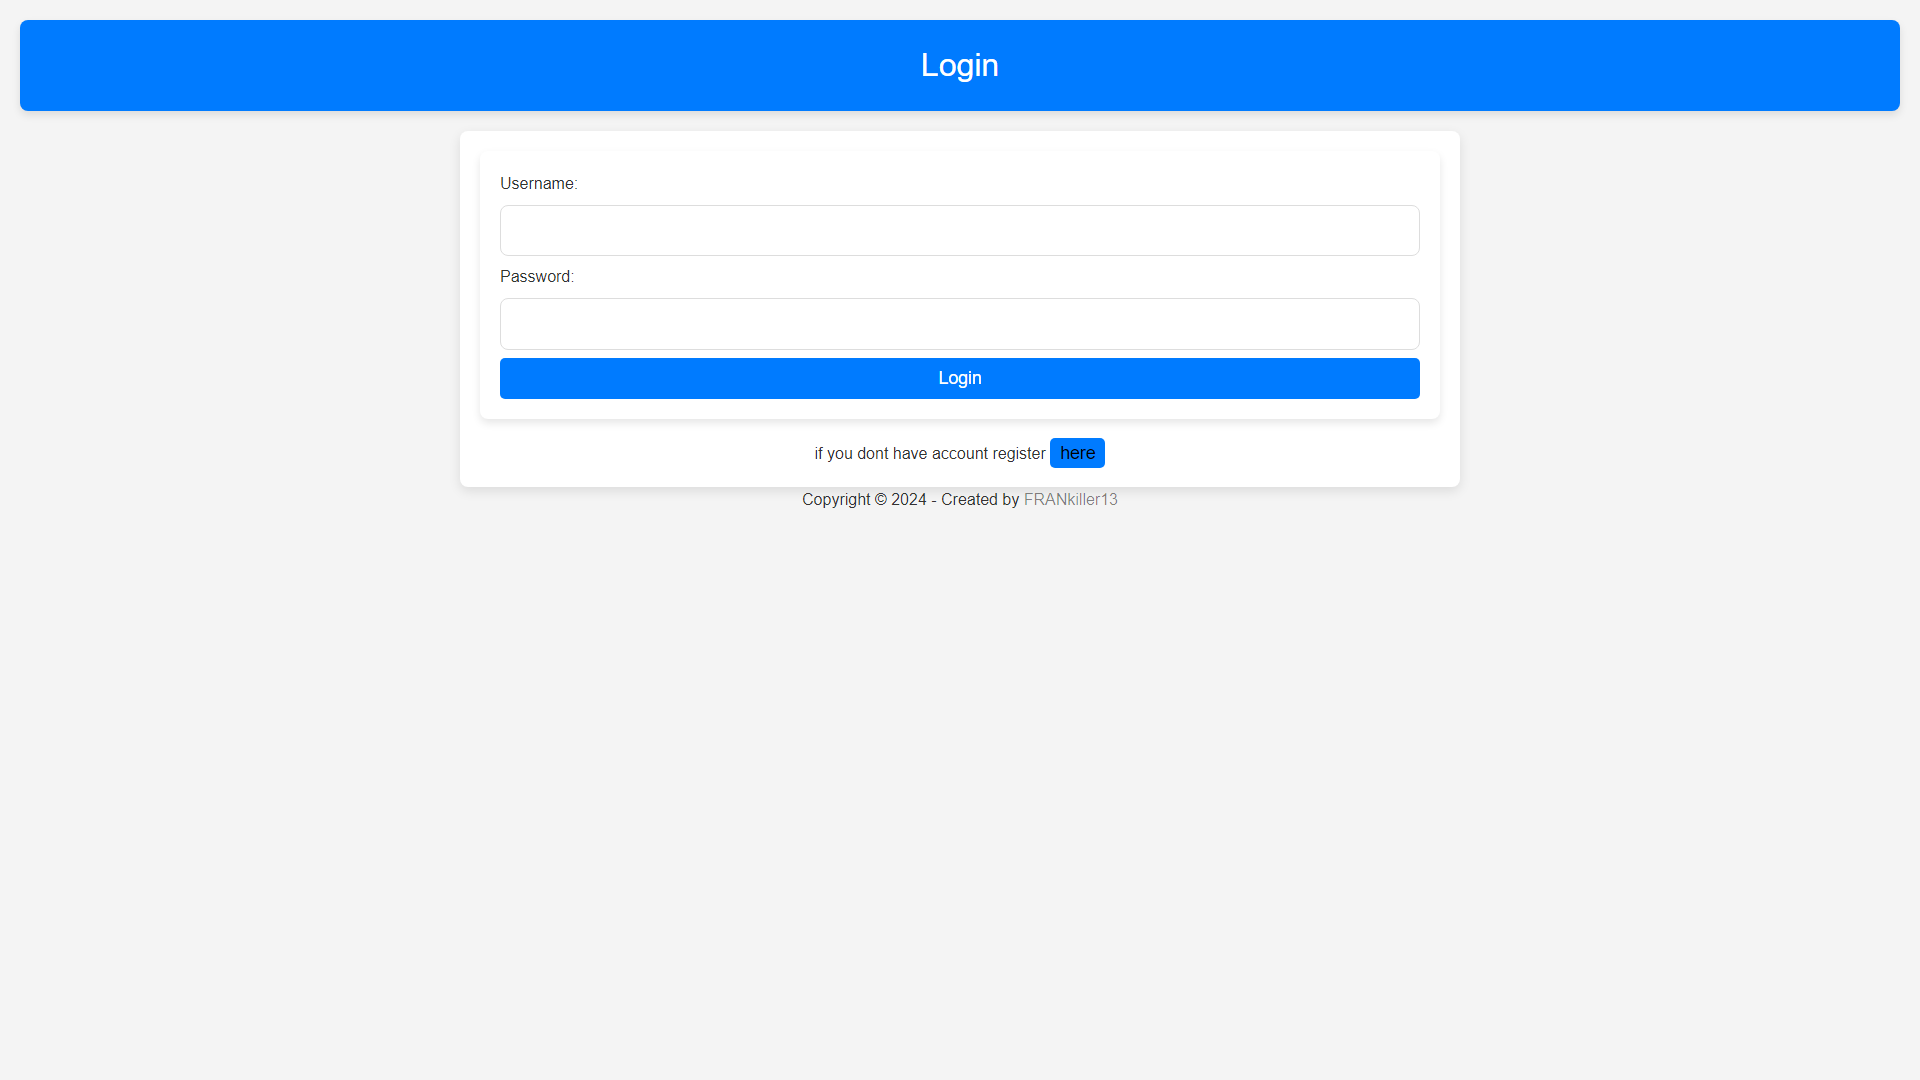 Login
Username:
Password:
Login
if you dont have account register here
Copyright © 2024 - Created by FRANkiller13